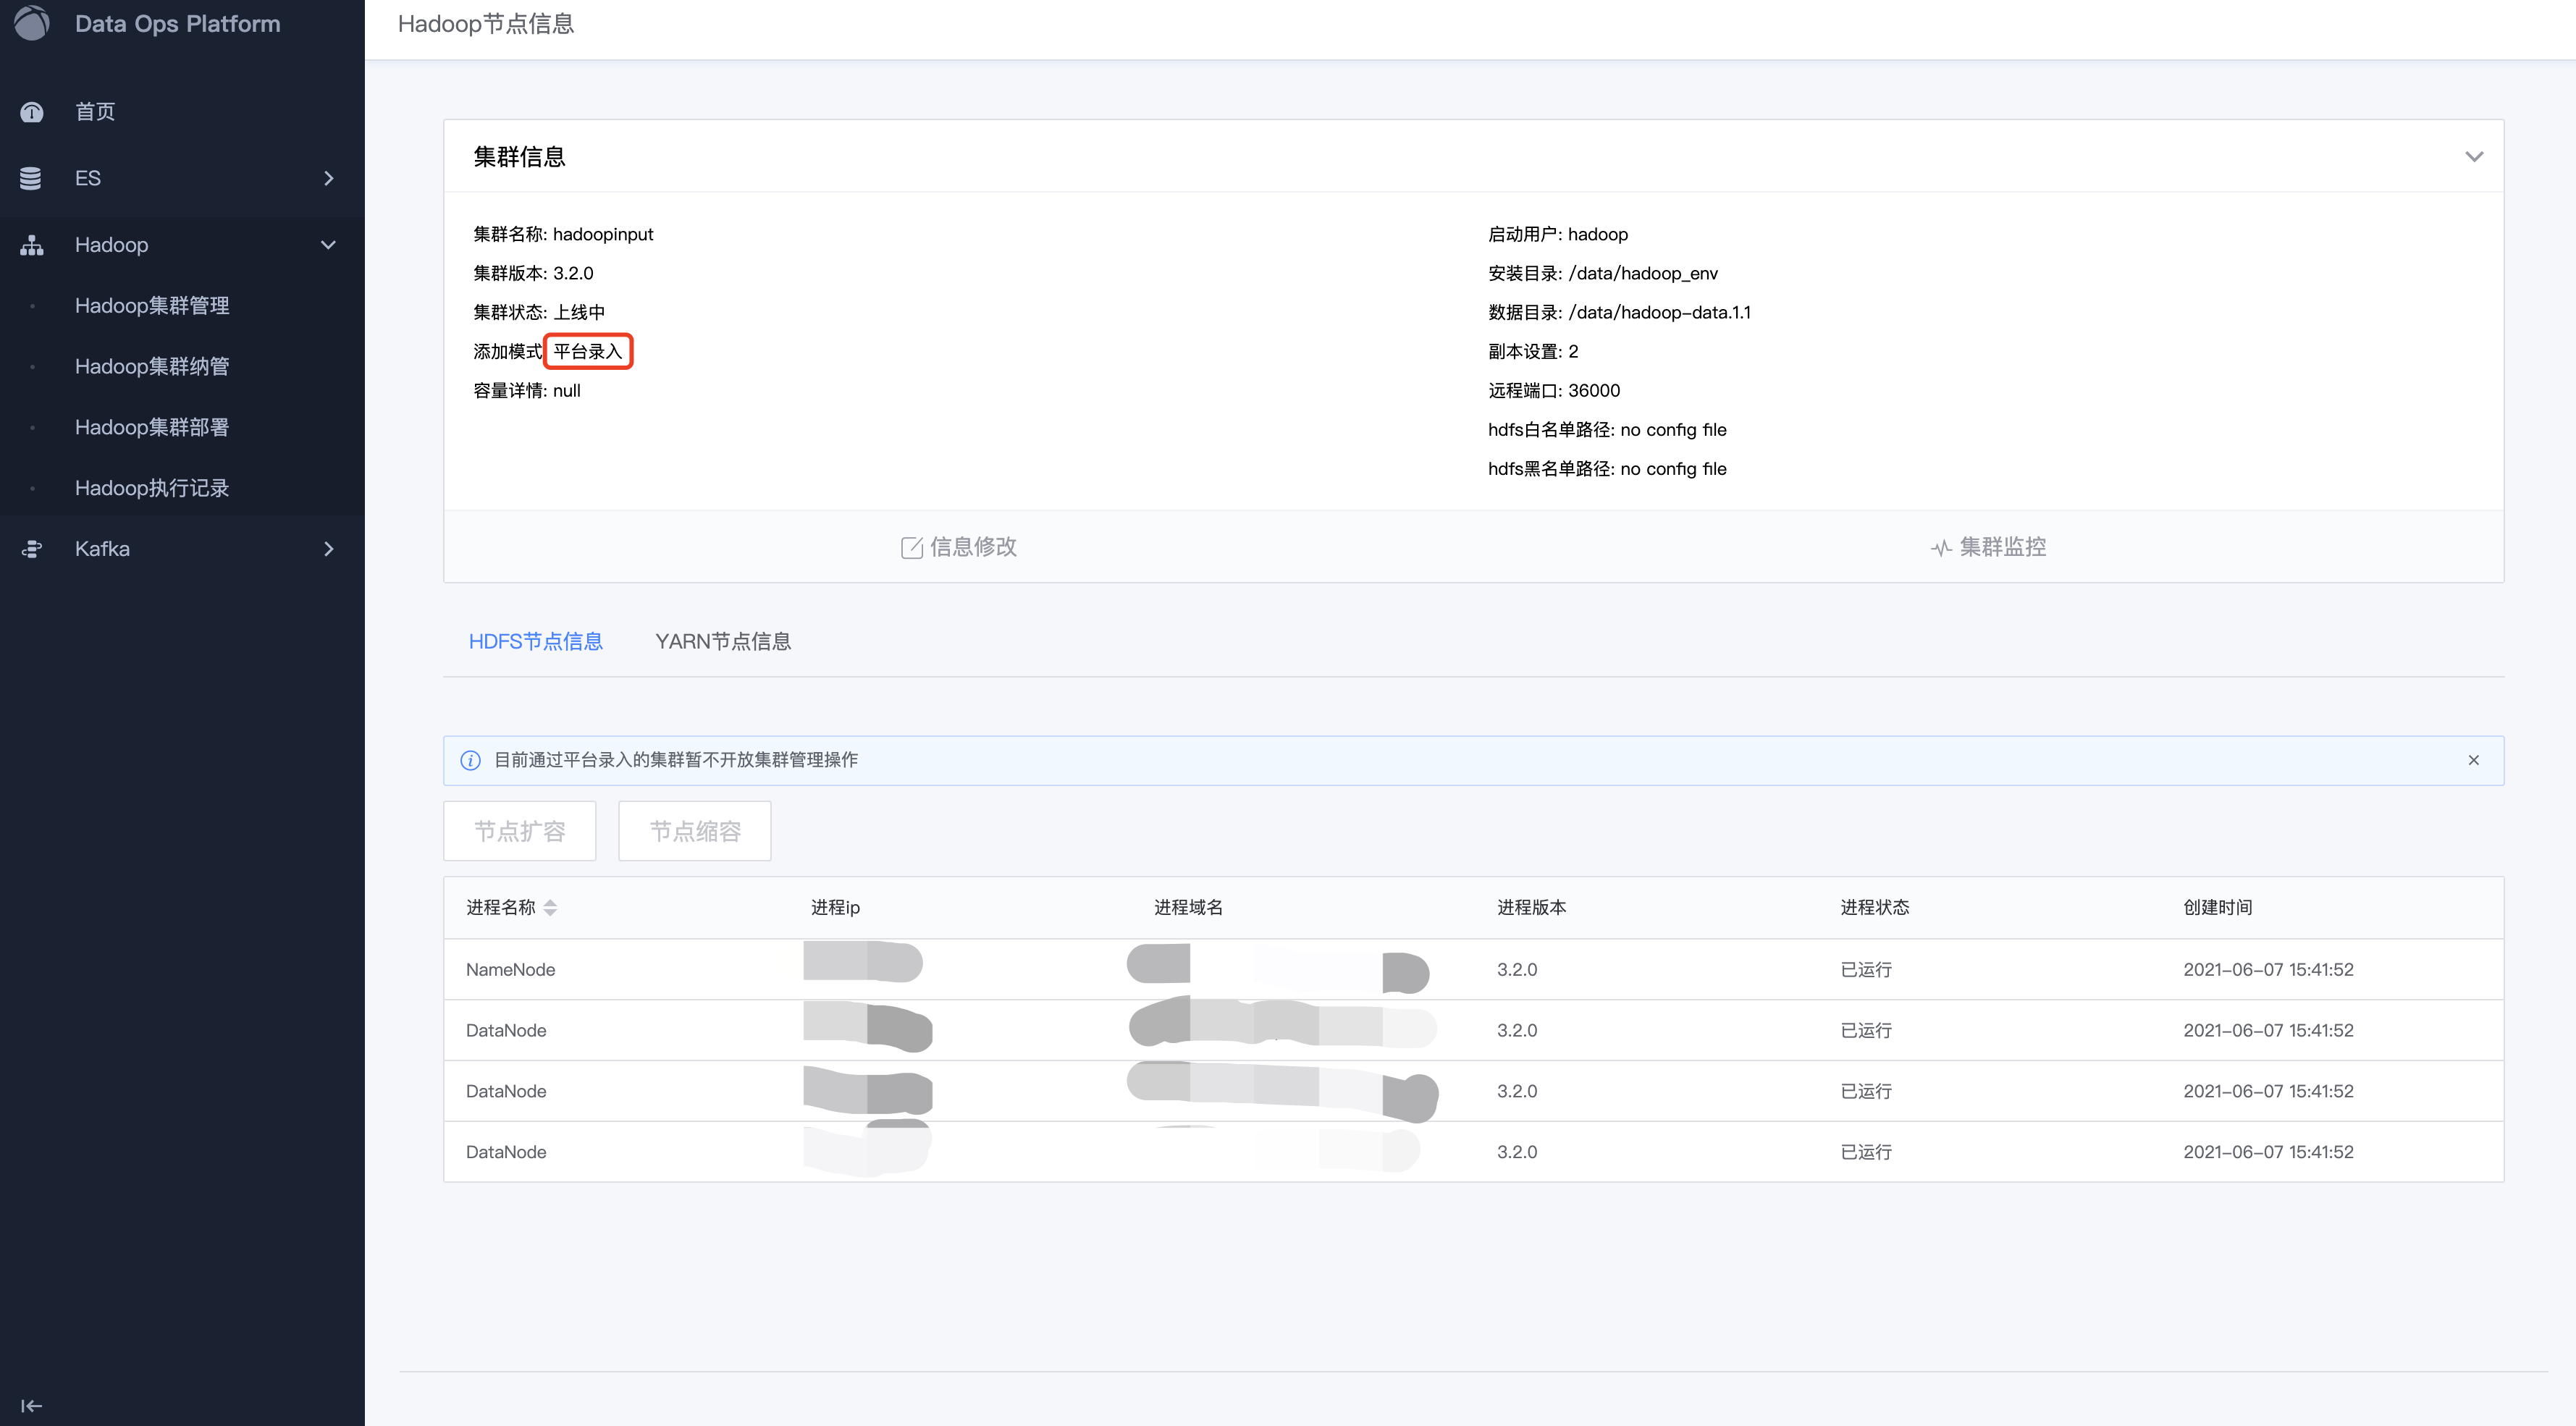 Data Ops Platform
Hadoop节点信息
首页
ES
Hadoop
Hadoop集群管理
Hadoop集群纳管
Hadoop集群部署
Hadoop执行记录
Kafka
集群信息
集群名称: hadoopinput
集群版本: 3.2.0
集群状态: 上线中
添加模式 平台录入
容量详情: null
启动用户: hadoop
安装目录: /data/hadoop_env
数据目录: /data/hadoop-data.1.1
副本设置: 2
远程端口: 36000
hdfs白名单路径: no config file
hdfs黑名单路径: no config file
信息修改
集群监控
HDFS节点信息 YARN节点信息
目前通过平台录入的集群暂不开放集群管理操作
节点扩容 节点缩容
进程名称 进程ip 进程域名 进程版本 进程状态 创建时间
NameNode 3.2.0 已运行 2021-06-07 15:41:52
DataNode 3.2.0 已运行 2021-06-07 15:41:52
DataNode 3.2.0 已运行 2021-06-07 15:41:52
DataNode 3.2.0 已运行 2021-06-07 15:41:52